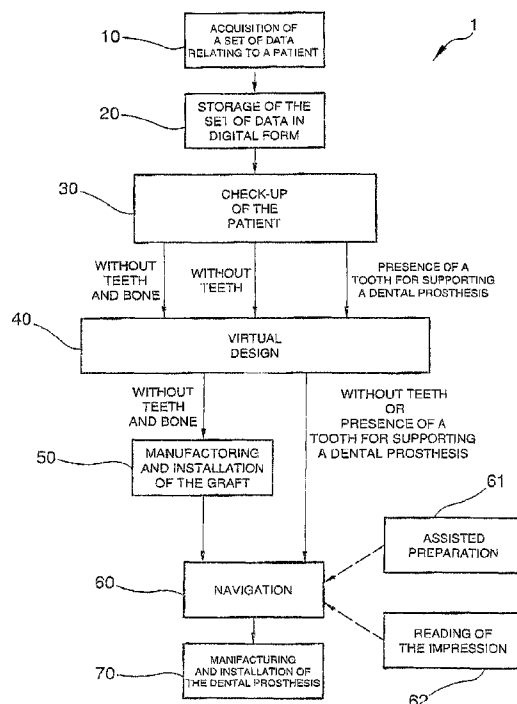 1
10
ACQUISITION OF
A SET OF DATA
RELATING TO A PATIENT
20
STORAGE OF THE
SET OF DATA IN
DIGITAL FORM
30
CHECK-UP
OF THE
PATIENT
WITHOUT
TEETH
AND BONE
WITHOUT
TEETH
PRESENCE OF A
TOOTH FOR SUPPORTING
A DENTAL PROSTHESIS
40
VIRTUAL
DESIGN
WITHOUT
TEETH
AND BONE
WITHOUT TEETH
OR
PRESENCE OF A
TOOTH FOR SUPPORTING
A DENTAL PROSTHESIS
50
MANUFACTORING
AND INSTALLATION
OF THE GRAFT
61
ASSISTED
PREPARATION
60
NAVIGATION
READING OF
THE IMPRESSION
62
70
MANIFACTURING
AND INSTALLATION OF
THE DENTAL PROSTHESIS